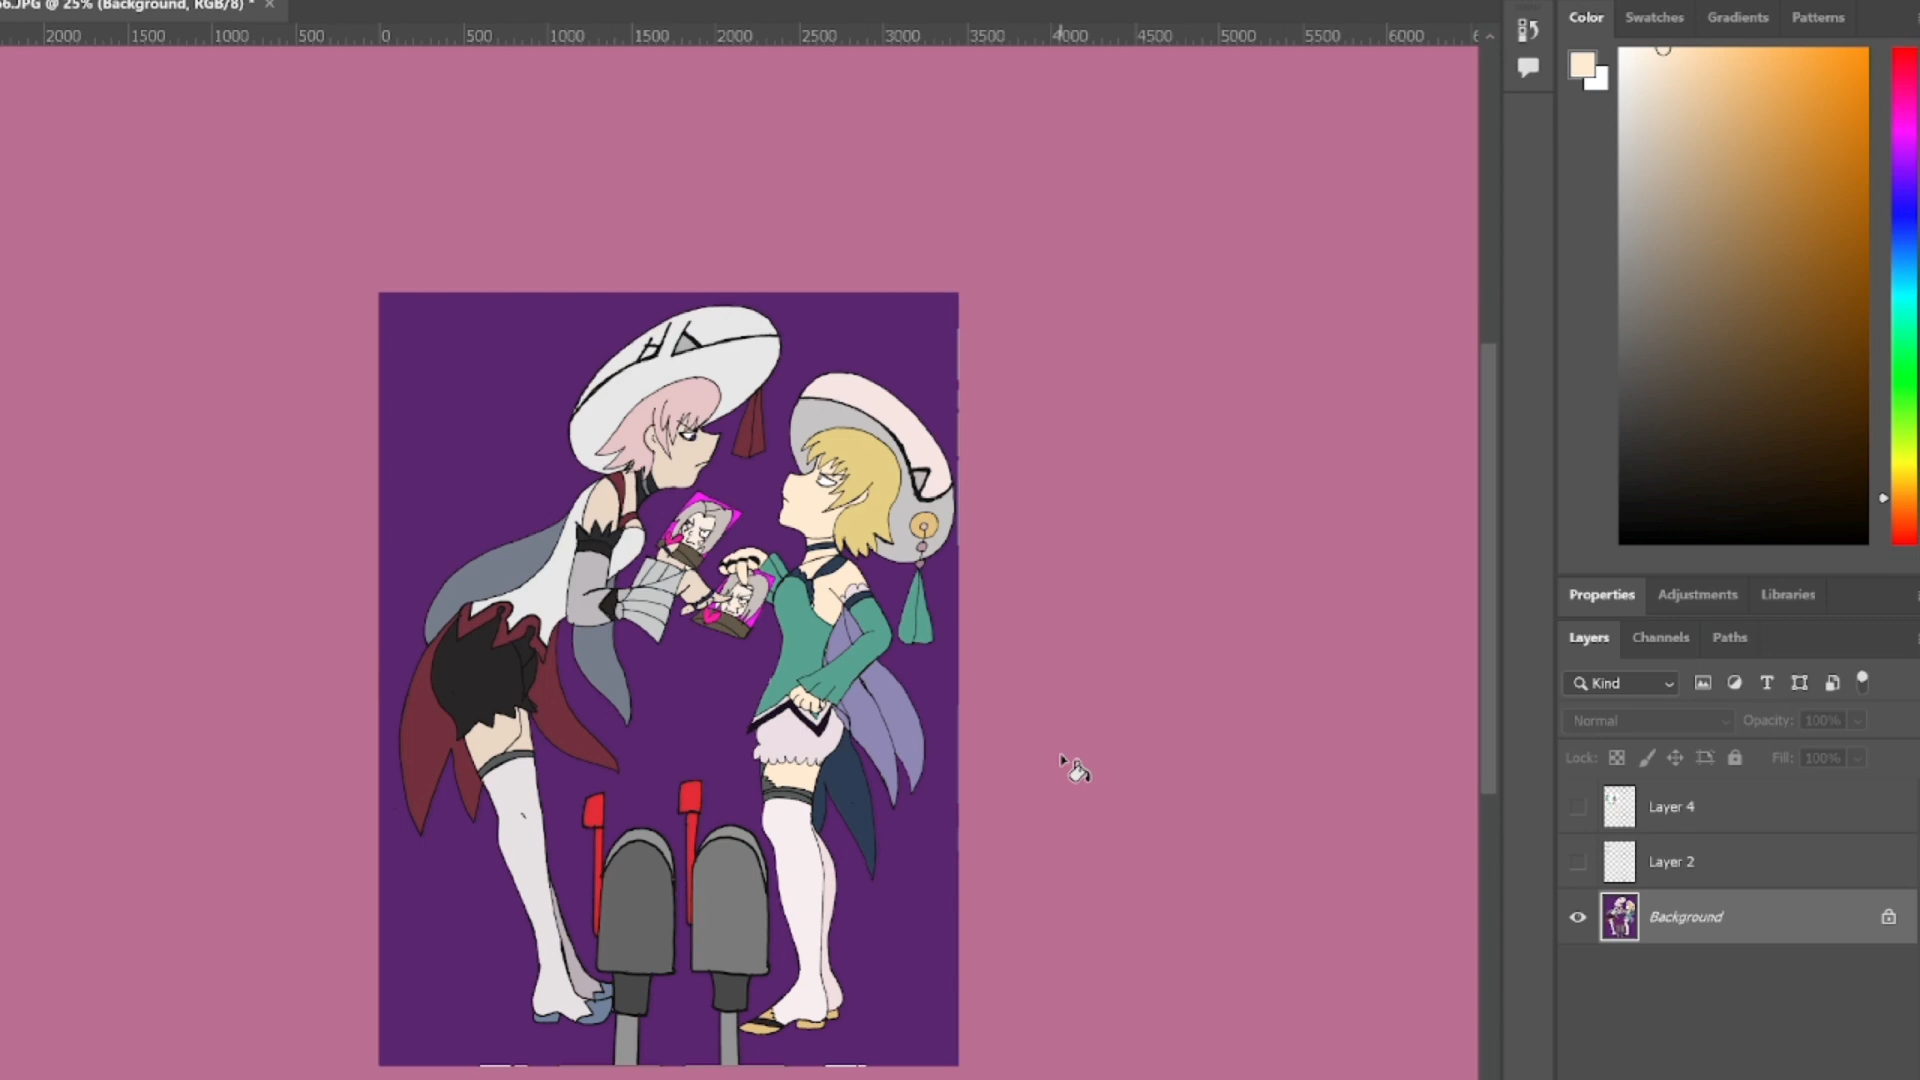 66.JPG @ 25% (Background, RGB/8) * ×
2000 1500 1000 500 0 500 1000 1500 2000 2500 3000 3500 4000 4500 5000 5500 6000
Color Swatches Gradients Patterns
Properties Adjustments Libraries
Layers Channels Paths
Kind
Normal Opacity: 100%
Lock: Fill: 100%
Layer 4
Layer 2
Background